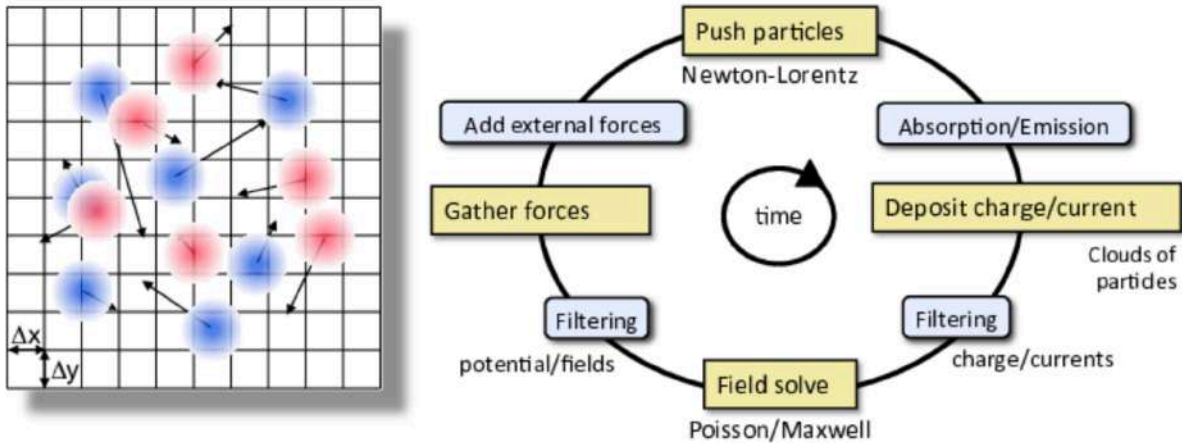 Δx
Δy
Push particles
Newton-Lorentz
Add external forces
Absorption/Emission
Gather forces
time
Deposit charge/current
Clouds of
particles
Filtering
Filtering
potential/fields
charge/currents
Field solve
Poisson/Maxwell